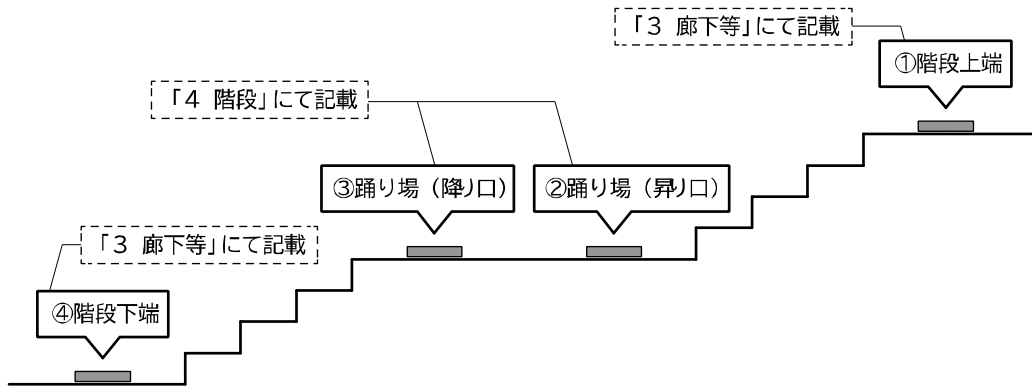 「3 廊下等」にて記載
①階段上端
「4 階段」にて記載
③踊り場（降り口）
②踊り場（昇り口）
「3 廊下等」にて記載
④階段下端